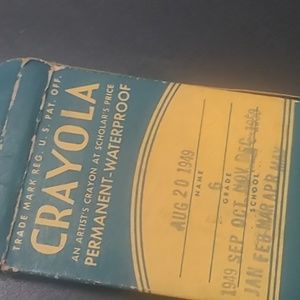 TRADE MARK REG. U.S. PAT. OFF.
CRAYOLA
AN ARTIST'S CRAYON AT SCHOLAR'S PRICE
PERMANENT-WATERPROOF
AUG 20 1949
NAME
6
GRADE
1949 SEP OCT NOV DEC 1950
SCHOOL
JAN FEB MAR APR MAY